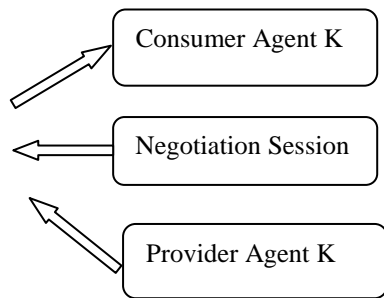 Consumer Agent K
Negotiation Session
Provider Agent K